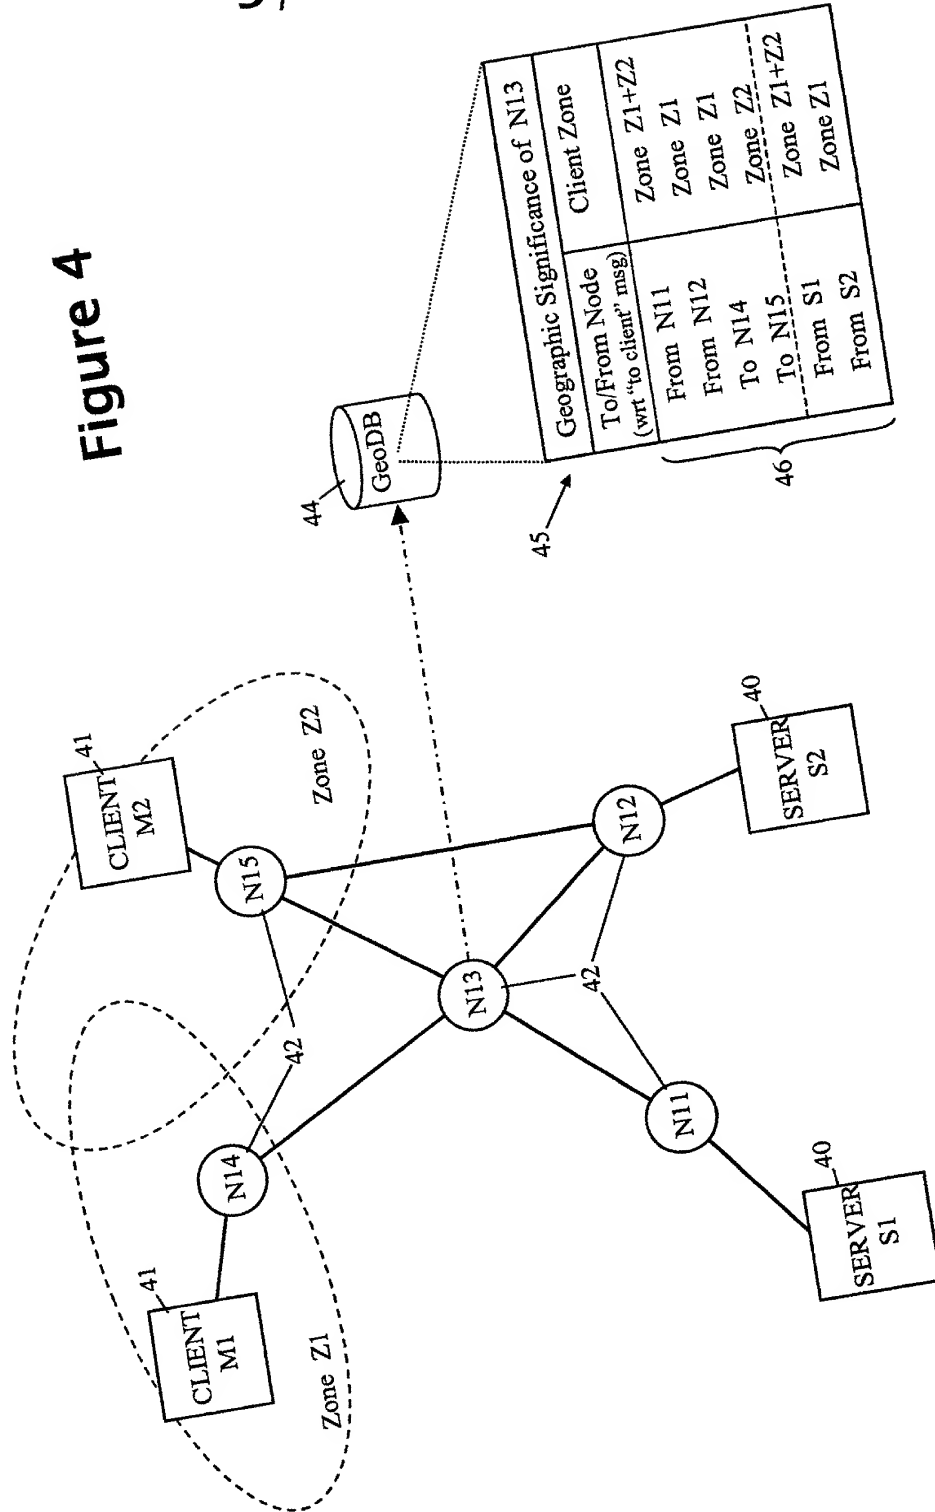 Figure 4
CLIENT
M1
41
Zone Z1
N14
42
CLIENT
M2
41
Zone Z2
N15
N13
42
N11
N12
SERVER
S1
40
SERVER
S2
40
44
GeoDB
45
Geographic Significance of N13
To/From Node
(wrt "to client" msg)
Client Zone
From N11 Zone Z1+Z2
From N12 Zone Z1
To N14 Zone Z1
To N15 Zone Z2
From S1 Zone Z1+Z2
From S2 Zone Z1
46